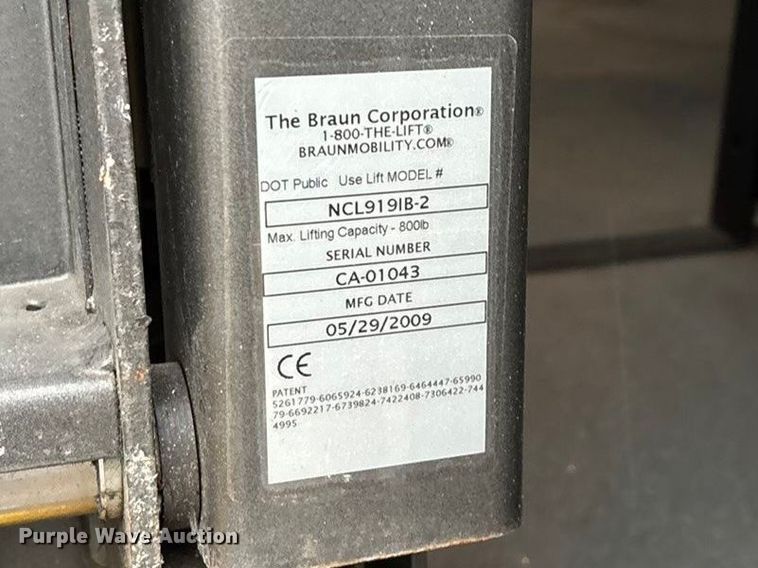 The Braun Corporation®
1-800-THE-LIFT®
BRAUNMOBILITY.COM®
DOT Public Use Lift MODEL #
NCL919IB-2
Max. Lifting Capacity - 800lb
SERIAL NUMBER
CA-01043
MFG DATE
05/29/2009
CE
PATENT
5261779-6065924-6238169-6464447-65990
79-6692217-6739824-7422408-7306422-744
4995
Purple Wave Auction